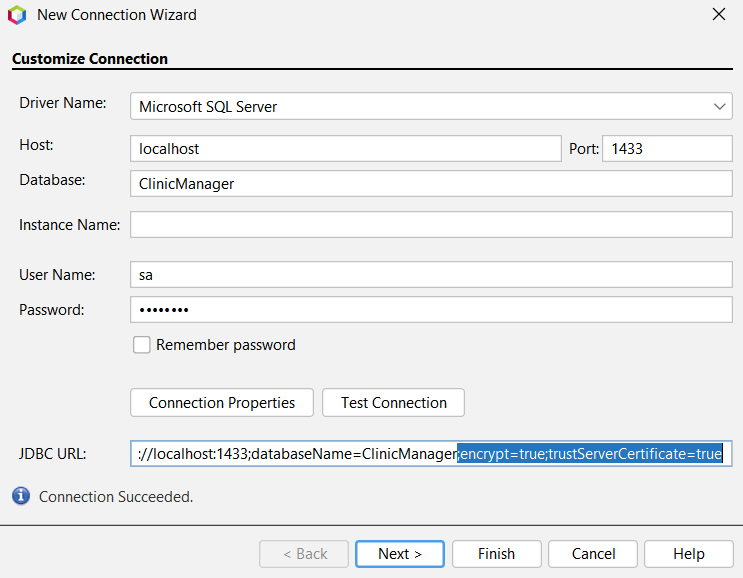 New Connection Wizard
Customize Connection
Driver Name: Microsoft SQL Server
Host: localhost Port: 1433
Database: ClinicManager
Instance Name:
User Name: sa
Password: ••••••••
Remember password
Connection Properties Test Connection
JDBC URL: ://localhost:1433;databaseName=ClinicManager;encrypt=true;trustServerCertificate=true
Connection Succeeded.
< Back Next > Finish Cancel Help